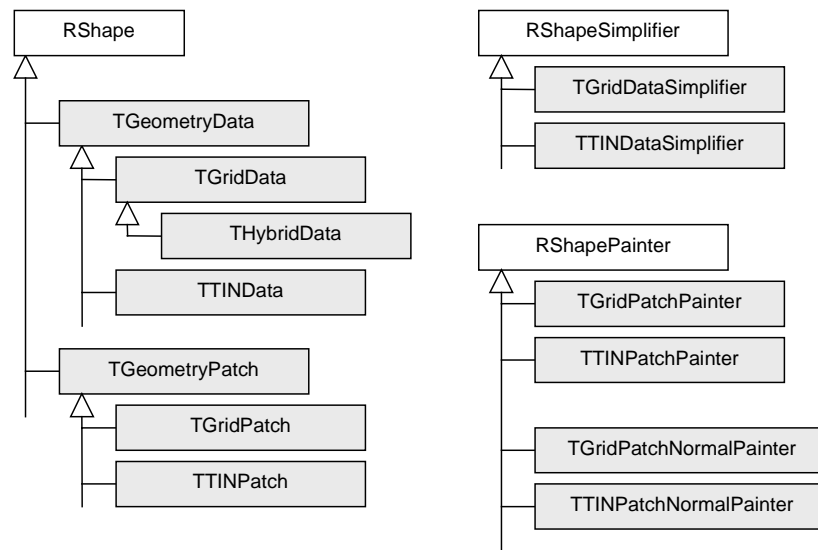 RShape
TGeometryData
TGridData
THybridData
TTINData
TGeometryPatch
TGridPatch
TTINPatch
RShapeSimplifier
TGridDataSimplifier
TTINDataSimplifier
RShapePainter
TGridPatchPainter
TTINPatchPainter
TGridPatchNormalPainter
TTINPatchNormalPainter